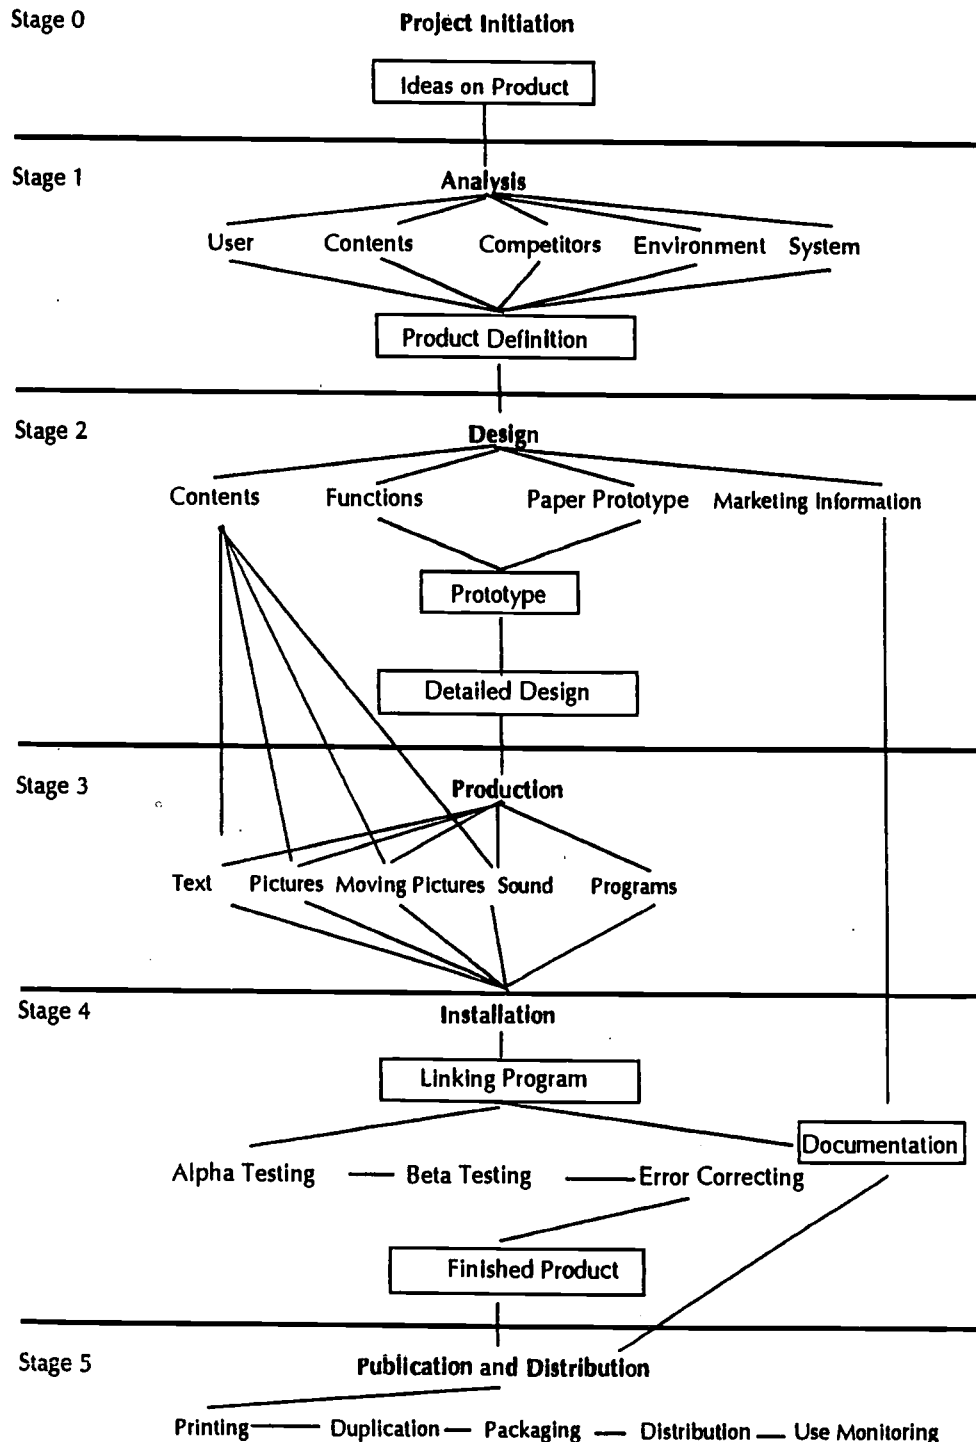 Stage 0
Project Initiation
Ideas on Product
Stage 1
Analysis
User Contents Competitors Environment System
Product Definition
Stage 2
Design
Contents Functions Paper Prototype Marketing Information
Prototype
Detailed Design
Stage 3
Production
Text Pictures Moving Pictures Sound Programs
Stage 4
Installation
Linking Program
Documentation
Alpha Testing Beta Testing Error Correcting
Finished Product
Stage 5
Publication and Distribution
Printing Duplication Packaging Distribution Use Monitoring